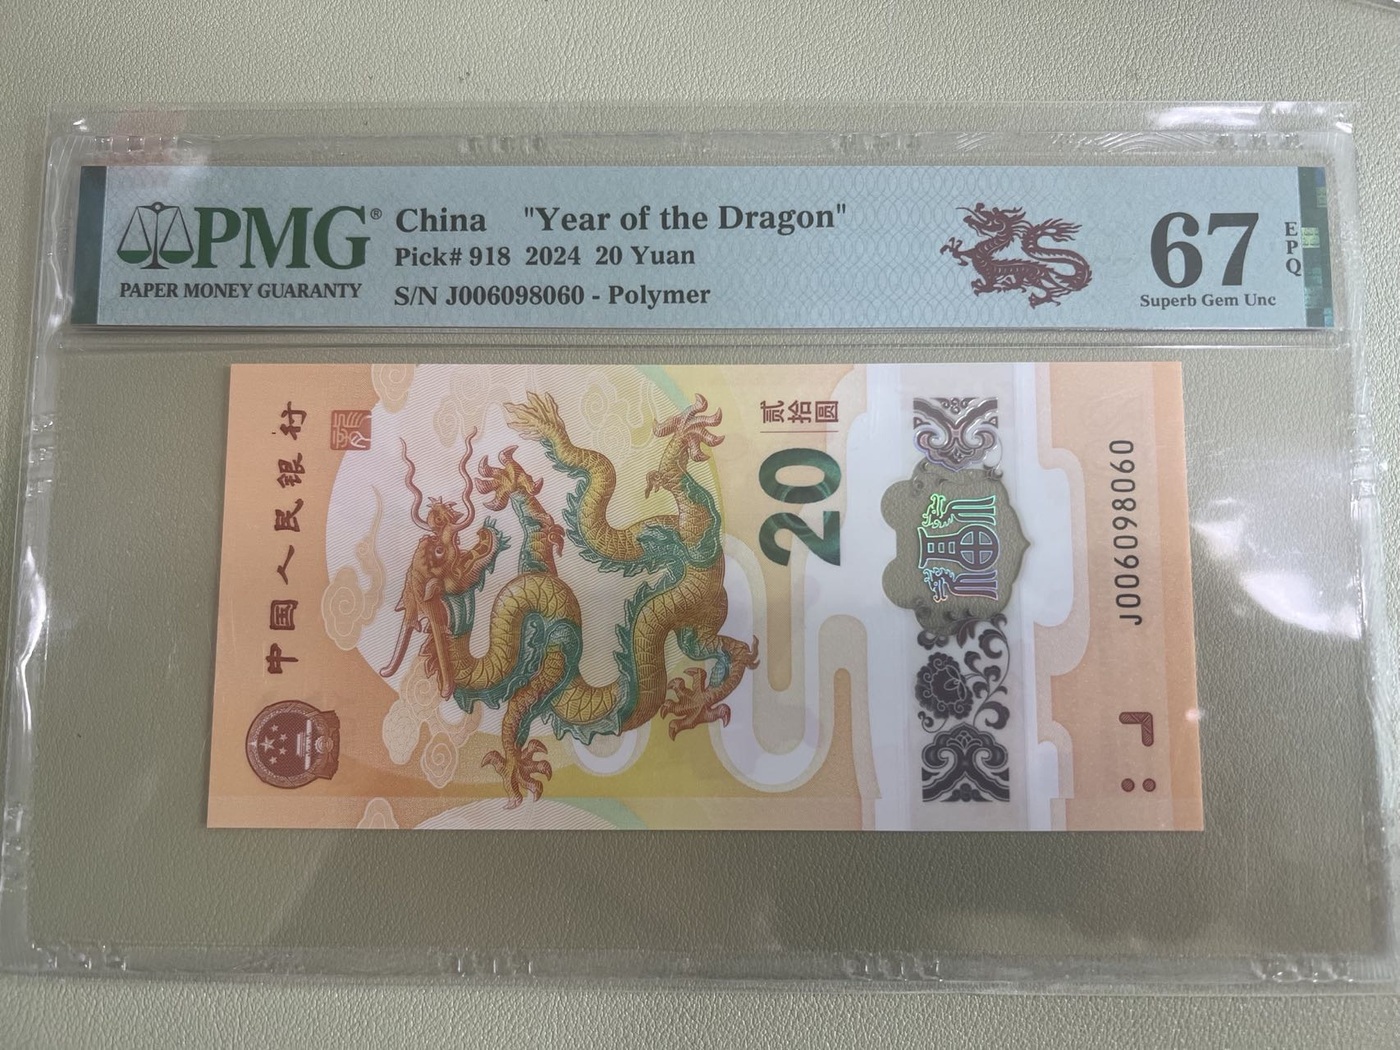 PMG®
PAPER MONEY GUARANTY
China "Year of the Dragon"
Pick# 918 2024 20 Yuan
S/N J006098060 - Polymer
67
EPQ
Superb Gem Unc
中国人民银行
贰拾圆
20
J006098060